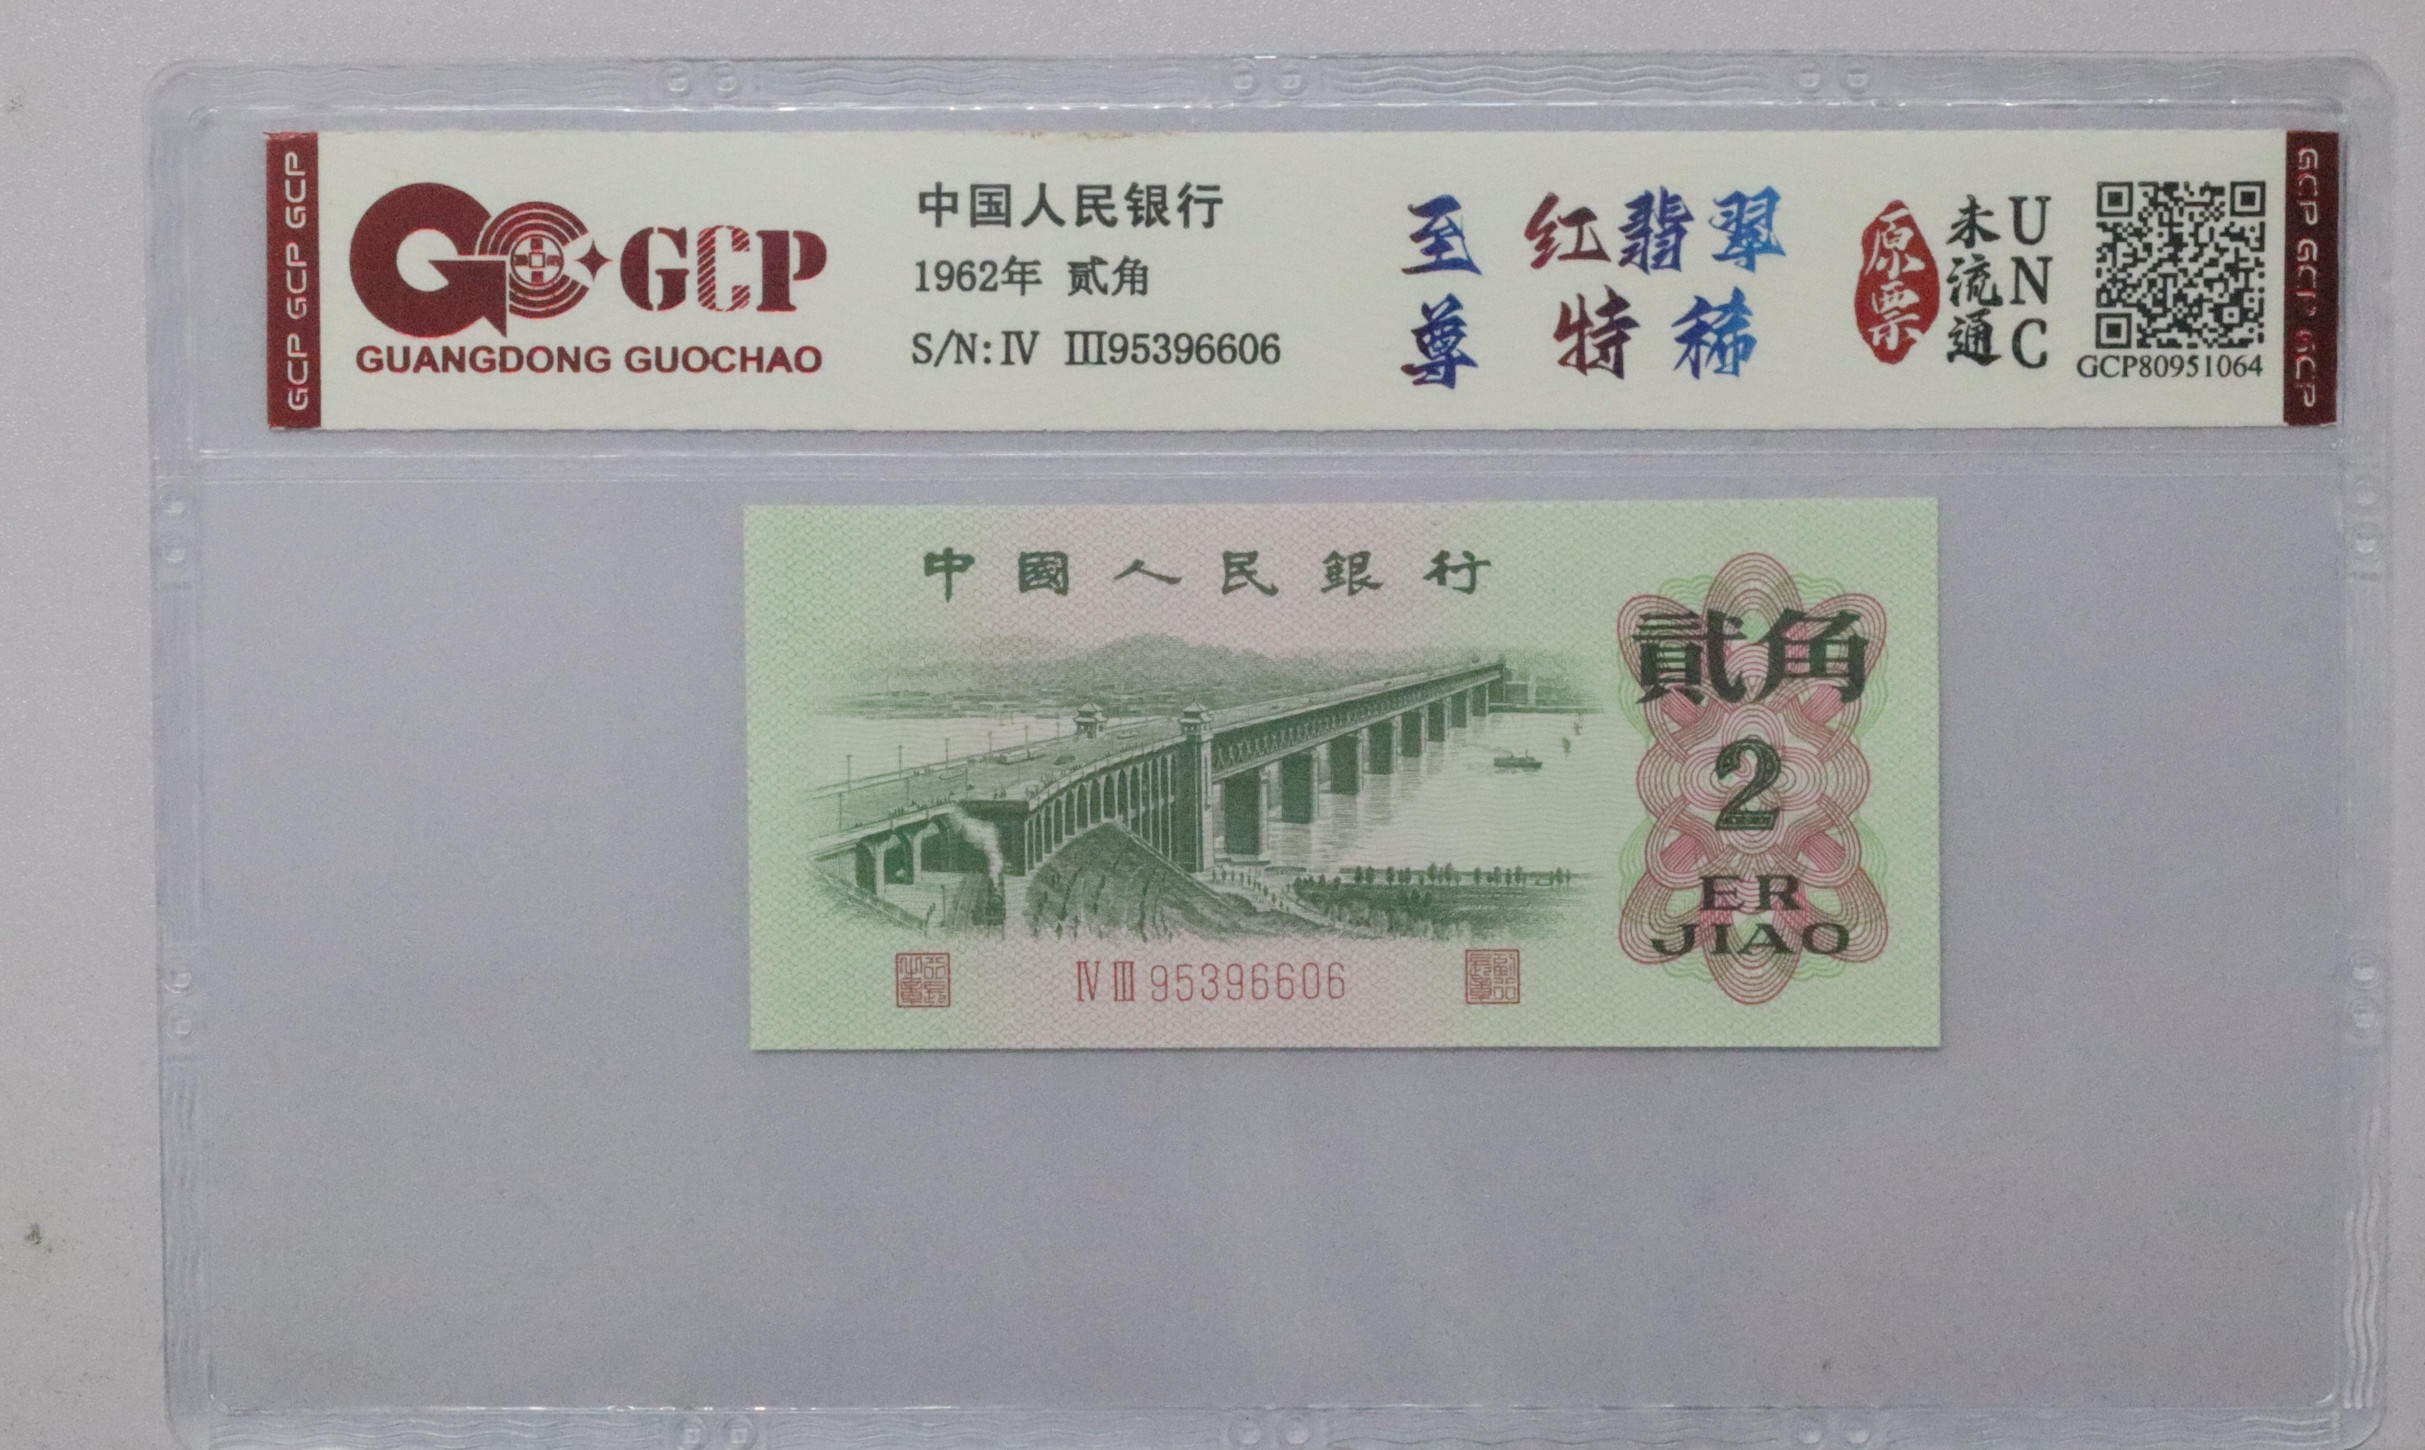 GCP GCP GCP
GCP
GUANGDONG GUOCHAO
中国人民银行
1962年 贰角
S/N: IV III95396606
至尊
红翡翠
特稀
原票
未流通
UNC
GCP80951064
GCP GCP GCP
中國人民銀行
貳角
2
ER
JIAO
IV III 95396606